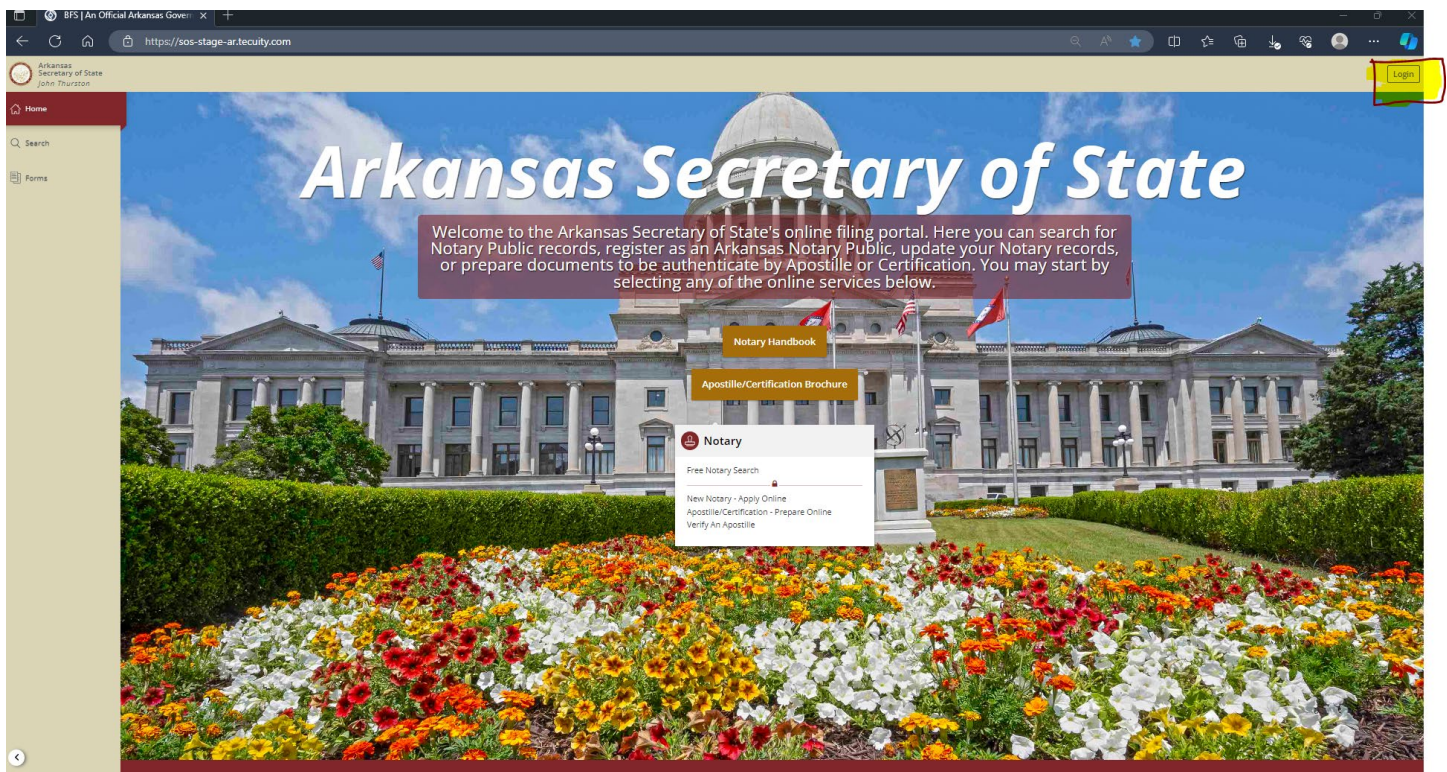 BFS | An Official Arkansas Govern
https://sos-stage-ar.tecuity.com
Arkansas
Secretary of State
John Thurston
Login
Home
Search
Forms
Arkansas Secretary of State
Welcome to the Arkansas Secretary of State's online filing portal. Here you can search for
Notary Public records, register as an Arkansas Notary Public, update your Notary records,
or prepare documents to be authenticate by Apostille or Certification. You may start by
selecting any of the online services below.
Notary Handbook
Apostille/Certification Brochure
Notary
Free Notary Search
New Notary - Apply Online
Apostille/Certification - Prepare Online
Verify An Apostille